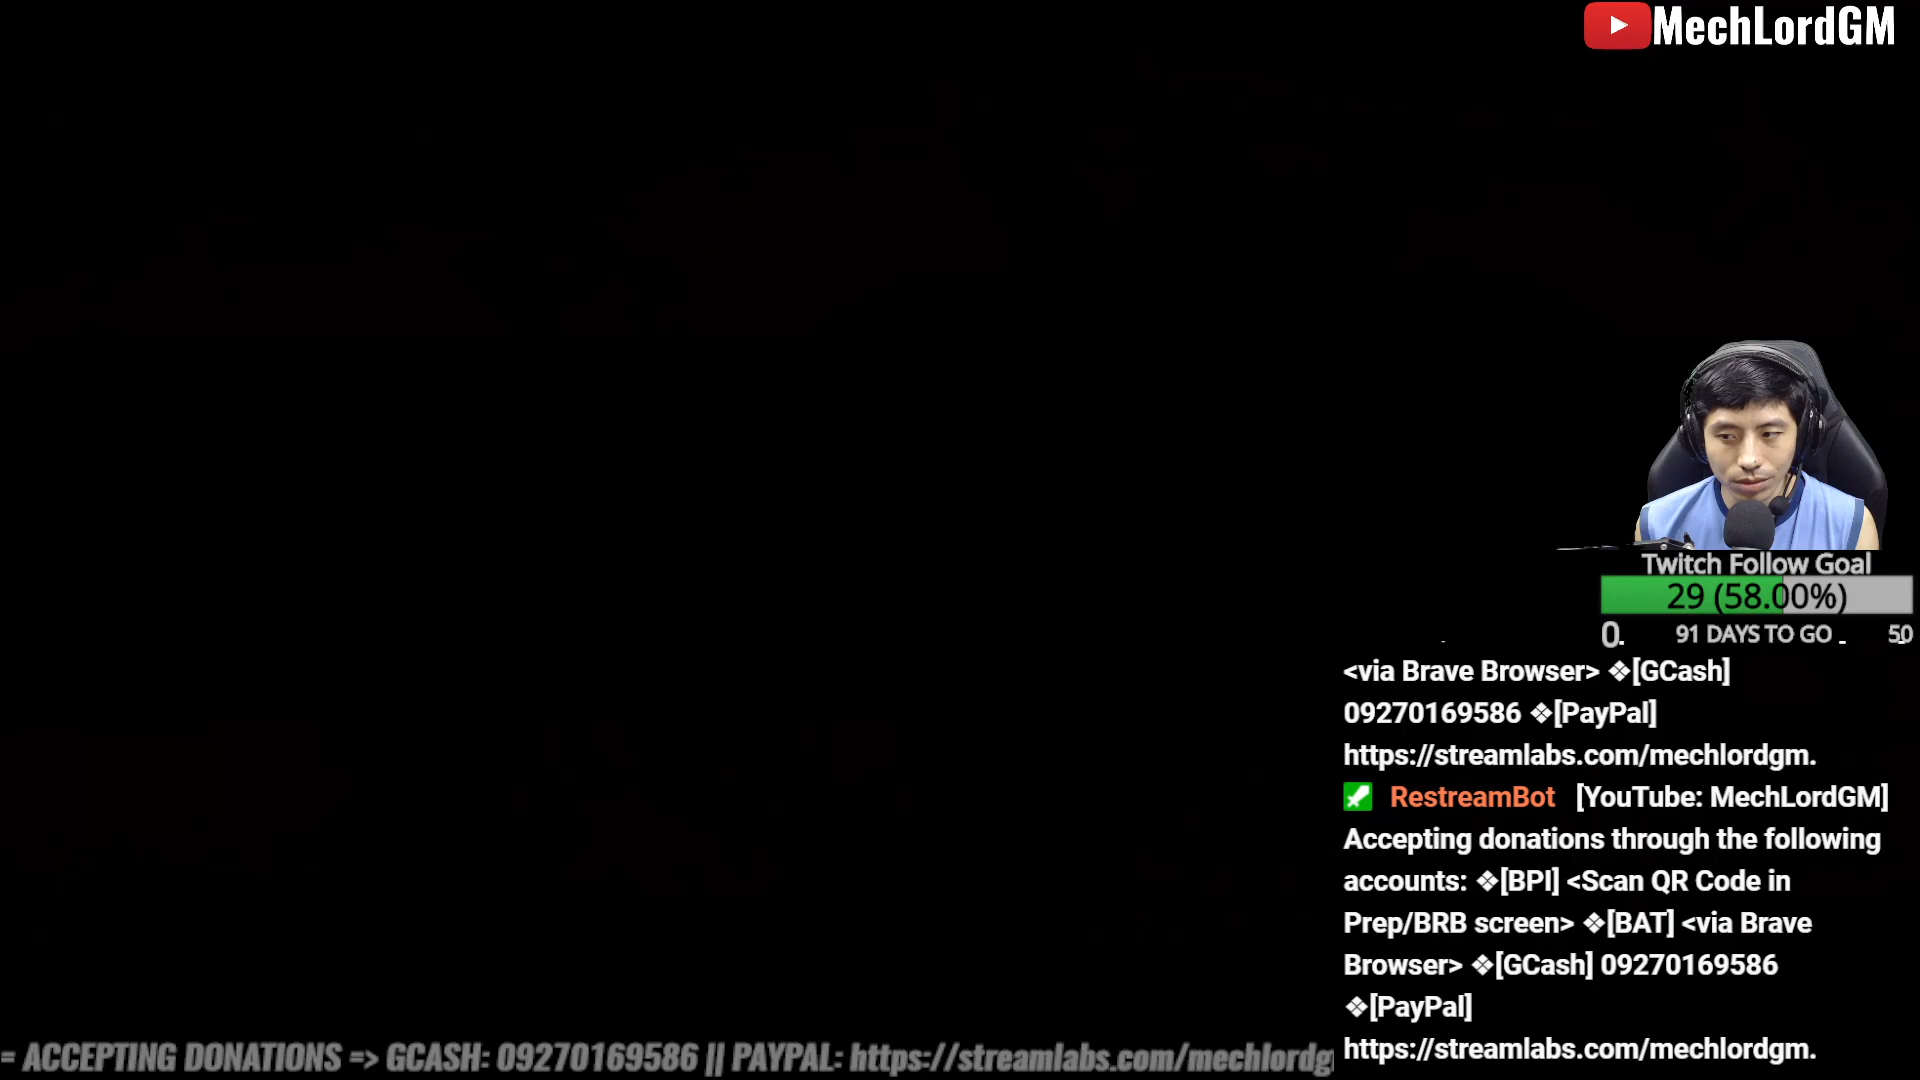 MechLordGM
Twitch Follow Goal
29 (58.00%)
0 91 DAYS TO GO 50
<via Brave Browser> ❖[GCash]
09270169586 ❖[PayPal]
https://streamlabs.com/mechlordgm.
RestreamBot [YouTube: MechLordGM]
Accepting donations through the following
accounts: ❖[BPI] <Scan QR Code in
Prep/BRB screen> ❖[BAT] <via Brave
Browser> ❖[GCash] 09270169586
❖[PayPal]
https://streamlabs.com/mechlordgm.
= ACCEPTING DONATIONS => GCASH: 09270169586 || PAYPAL: https://streamlabs.com/mechlordg